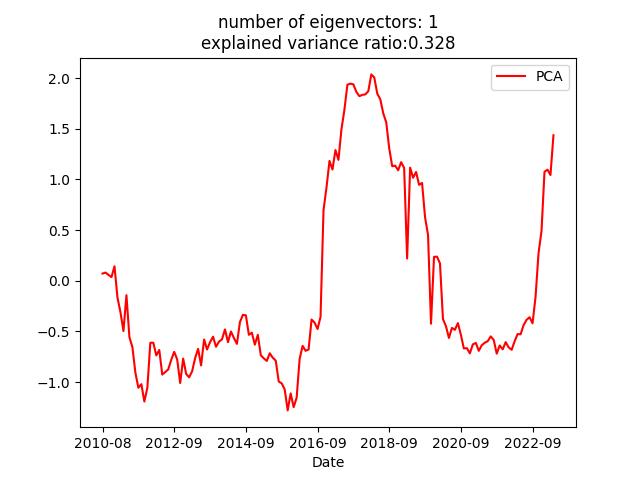 number of eigenvectors: 1
explained variance ratio:0.328
PCA
2.0
1.5
1.0
0.5
0.0
−0.5
−1.0
2010-08 2012-09 2014-09 2016-09 2018-09 2020-09 2022-09
Date